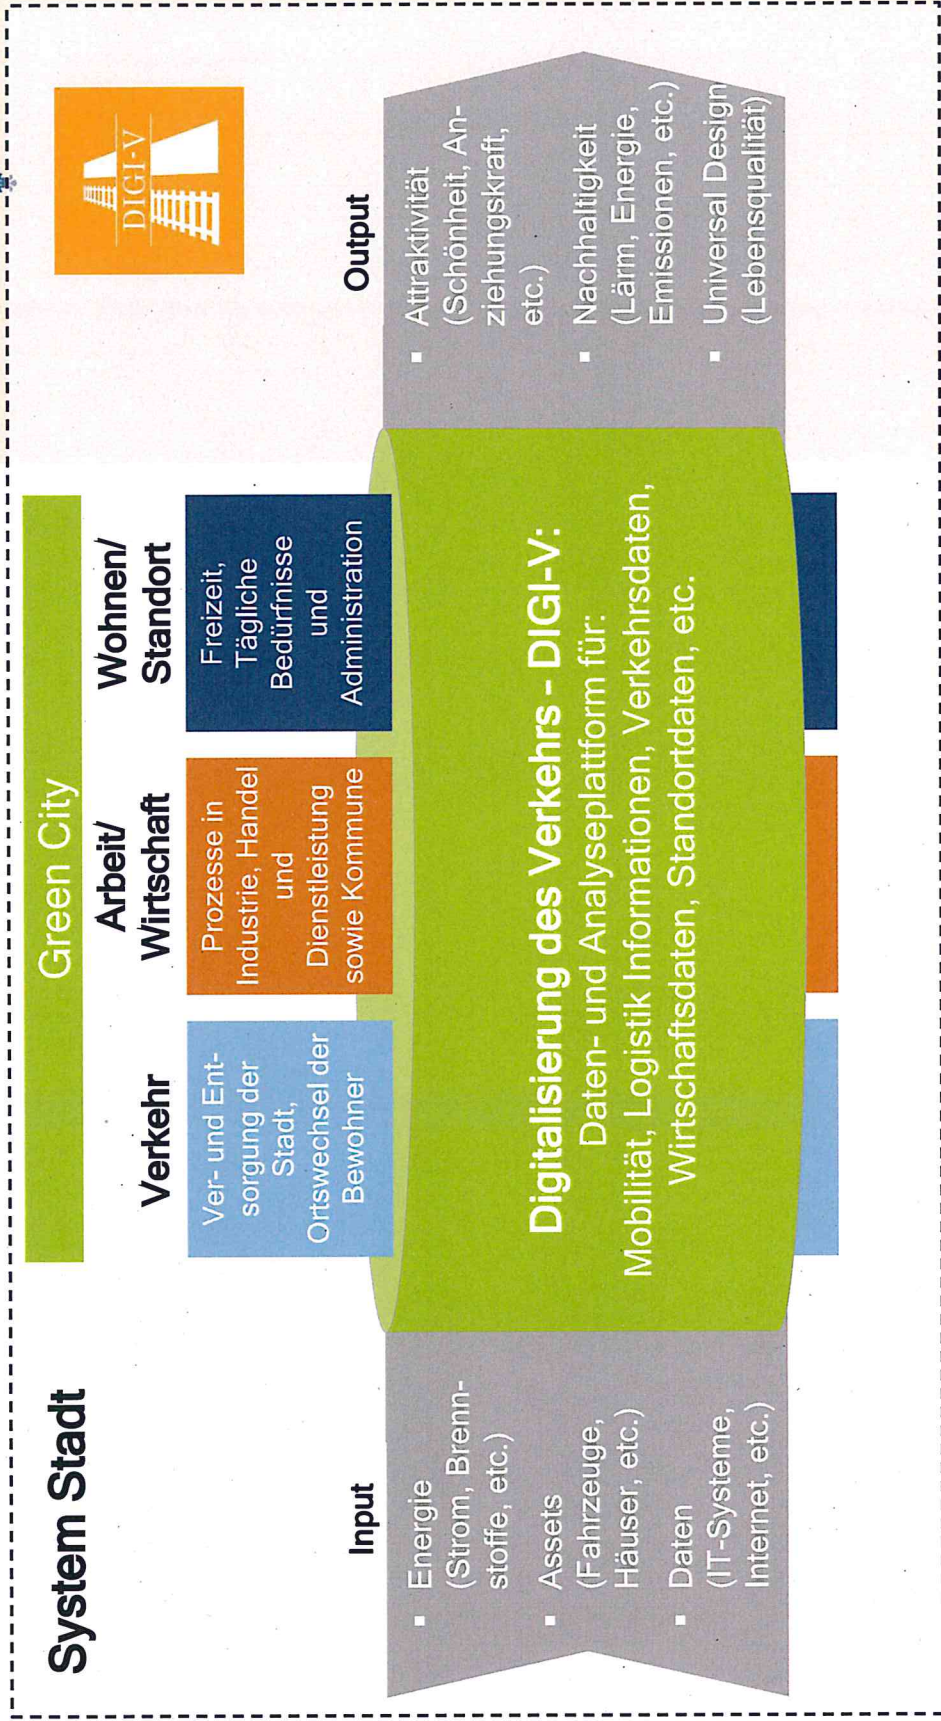 System Stadt
Green City
DIGI-V
Verkehr
Arbeit/
Wirtschaft
Wohnen/
Standort
Ver- und Ent-
sorgung der
Stadt,
Ortswechsel der
Bewohner
Prozesse in
Industrie, Handel
und
Dienstleistung
sowie Kommune
Freizeit,
Tägliche
Bedürfnisse
und
Administration
Input
▪ Energie
(Strom, Brenn-
stoffe, etc.)
▪ Assets
(Fahrzeuge,
Häuser, etc.)
▪ Daten
(IT-Systeme,
Internet, etc.)
Digitalisierung des Verkehrs - DIGI-V:
Daten- und Analyseplattform für:
Mobilität, Logistik Informationen, Verkehrsdaten,
Wirtschaftsdaten, Standortdaten, etc.
Output
▪ Attraktivität
(Schönheit, An-
ziehungskraft,
etc.)
▪ Nachhaltigkeit
(Lärm, Energie,
Emissionen, etc.)
▪ Universal Design
(Lebensqualität).